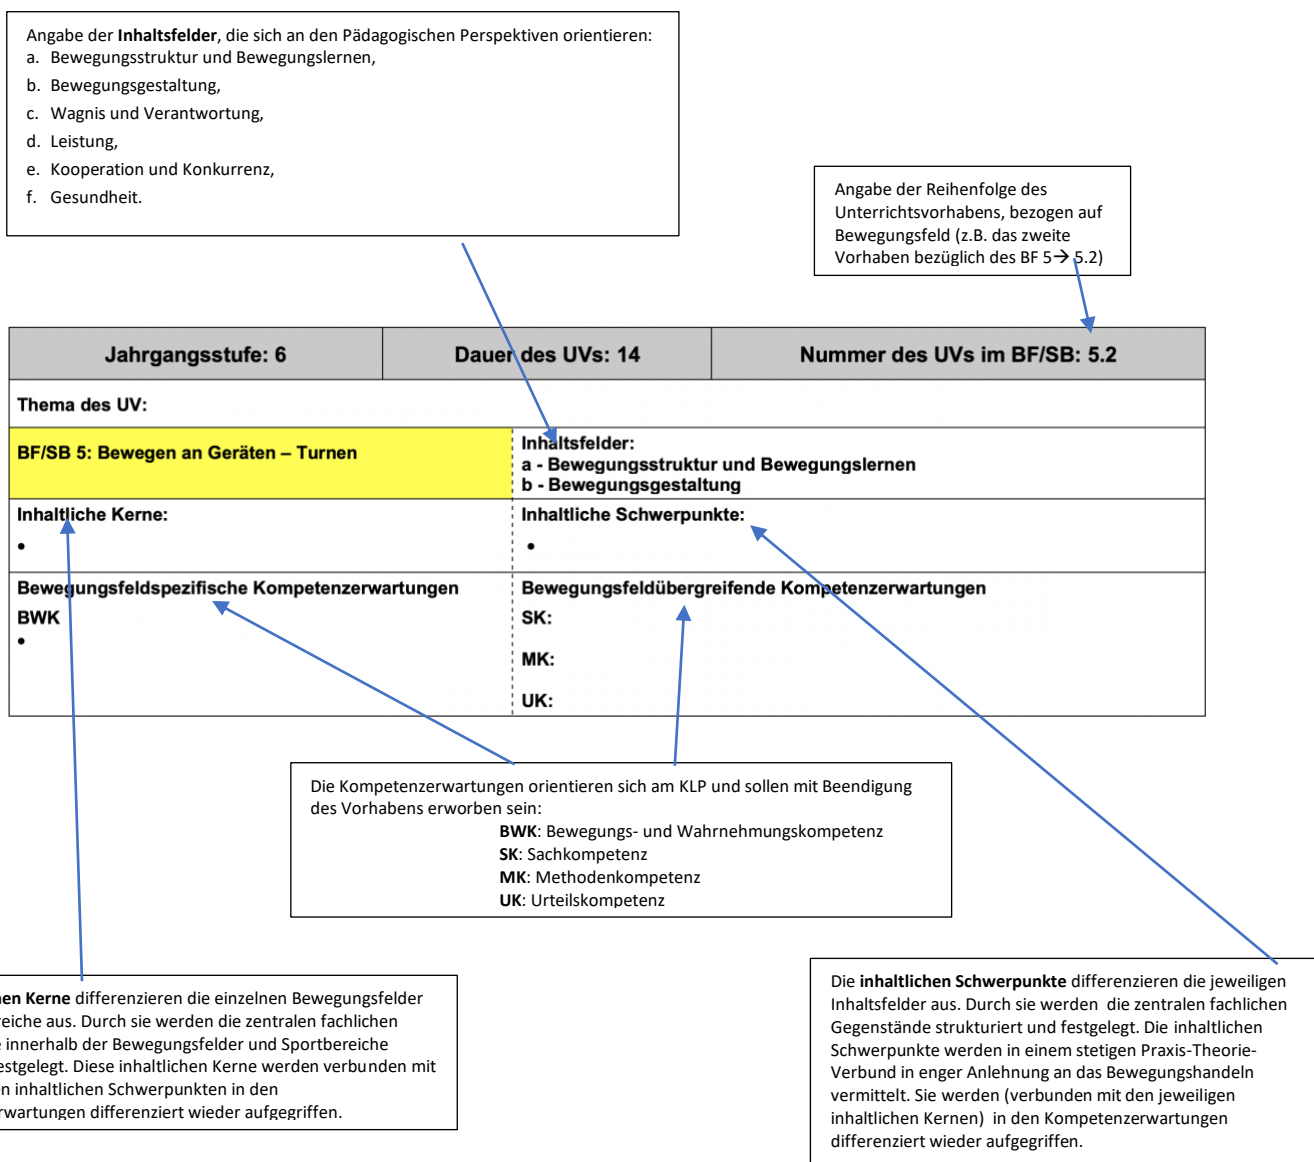 Angabe der Inhaltsfelder, die sich an den Pädagogischen Perspektiven orientieren:
a. Bewegungsstruktur und Bewegungslernen,
b. Bewegungsgestaltung,
c. Wagnis und Verantwortung,
d. Leistung,
e. Kooperation und Konkurrenz,
f. Gesundheit.
Angabe der Reihenfolge des
Unterrichtsvorhabens, bezogen auf
Bewegungsfeld (z.B. das zweite
Vorhaben bezüglich des BF 5→ 5.2)
Jahrgangsstufe: 6
Dauer des UVs: 14
Nummer des UVs im BF/SB: 5.2
Thema des UV:
BF/SB 5: Bewegen an Geräten – Turnen
Inhaltsfelder:
a - Bewegungsstruktur und Bewegungslernen
b - Bewegungsgestaltung
Inhaltliche Kerne:
•
Inhaltliche Schwerpunkte:
•
Bewegungsfeldspezifische Kompetenzerwartungen
BWK
•
Bewegungsfeldübergreifende Kompetenzerwartungen
SK:
MK:
UK:
Die Kompetenzerwartungen orientieren sich am KLP und sollen mit Beendigung
des Vorhabens erworben sein:
BWK: Bewegungs- und Wahrnehmungskompetenz
SK: Sachkompetenz
MK: Methodenkompetenz
UK: Urteilskompetenz
Kerne differenzieren die einzelnen Bewegungsfelder
aus. Durch sie werden die zentralen fachlichen
innerhalb der Bewegungsfelder und Sportbereiche
festgelegt. Diese inhaltlichen Kerne werden verbunden mit
inhaltlichen Schwerpunkten in den
differenziert wieder aufgegriffen.
Die inhaltlichen Schwerpunkte differenzieren die jeweiligen
Inhaltsfelder aus. Durch sie werden die zentralen fachlichen
Gegenstände strukturiert und festgelegt. Die inhaltlichen
Schwerpunkte werden in einem stetigen Praxis-Theorie-
Verbund in enger Anlehnung an das Bewegungshandeln
vermittelt. Sie werden (verbunden mit den jeweiligen
inhaltlichen Kernen) in den Kompetenzerwartungen
differenziert wieder aufgegriffen.